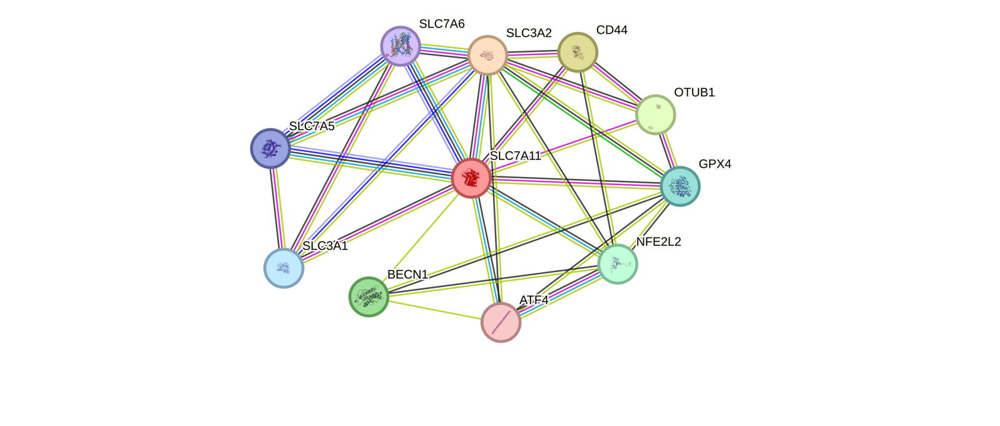 SLC7A6
SLC3A2
CD44
OTUB1
SLC7A5
SLC7A11
GPX4
NFE2L2
SLC3A1
BECN1
ATF4